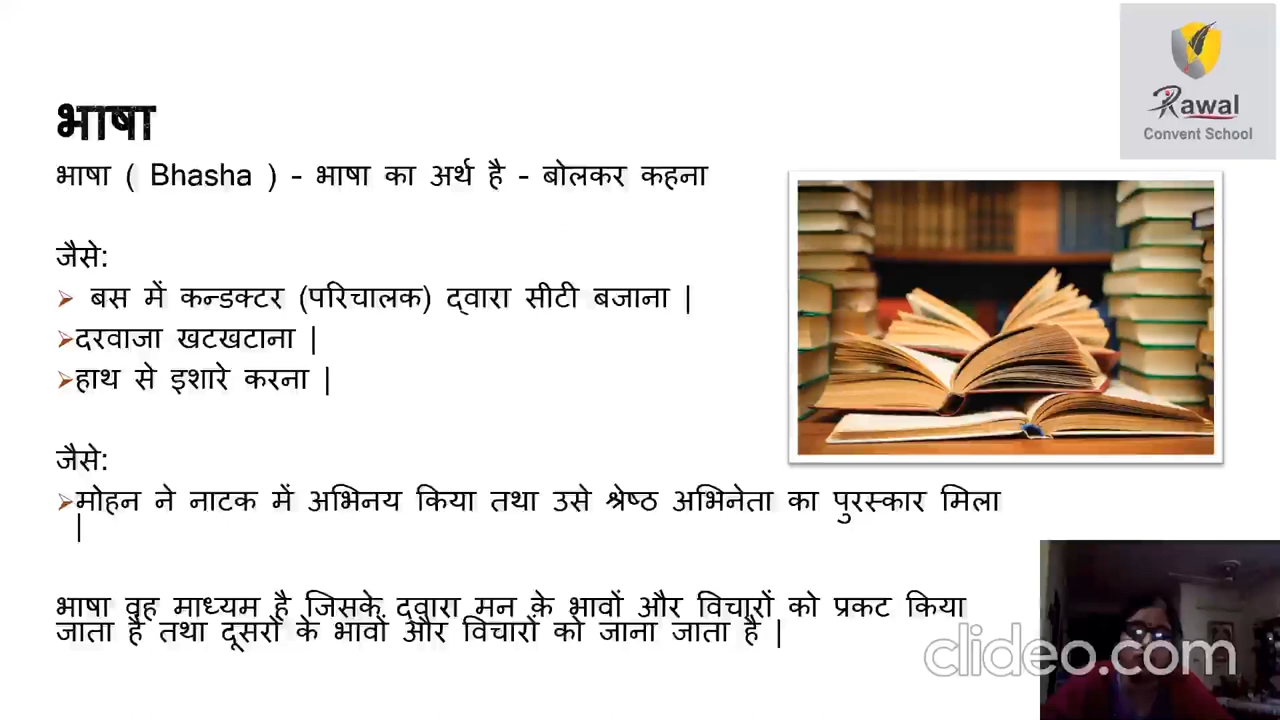 Rawal
Convent School
भाषा
भाषा ( Bhasha ) - भाषा का अर्थ है - बोलकर कहना
जैसे:
➢ बस में कन्डक्टर (परिचालक) द्वारा सीटी बजाना |
➢दरवाजा खटखटाना |
➢हाथ से इशारे करना |
जैसे:
➢मोहन ने नाटक में अभिनय किया तथा उसे श्रेष्ठ अभिनेता का पुरस्कार मिला
|
भाषा वह माध्यम है जिसके द्वारा मन के भावों और विचारों को प्रकट किया
जाता है तथा दूसरों के भावों और विचारों को जाना जाता है |
clideo.com